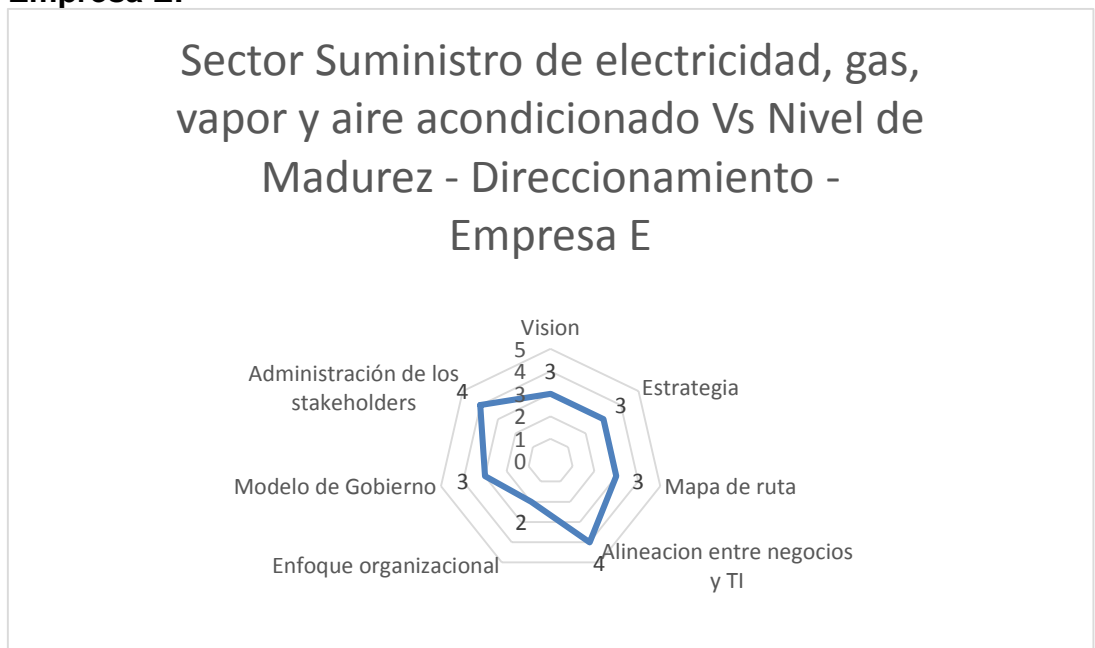 Empresa E:
Sector Suministro de electricidad, gas,
vapor y aire acondicionado Vs Nivel de
Madurez - Direccionamiento -
Empresa E
Vision
5
4
3
2
1
0
3
Estrategia
3
Mapa de ruta
3
Alineacion entre negocios
y TI
4
Enfoque organizacional
2
Modelo de Gobierno
3
Administración de los
stakeholders
4